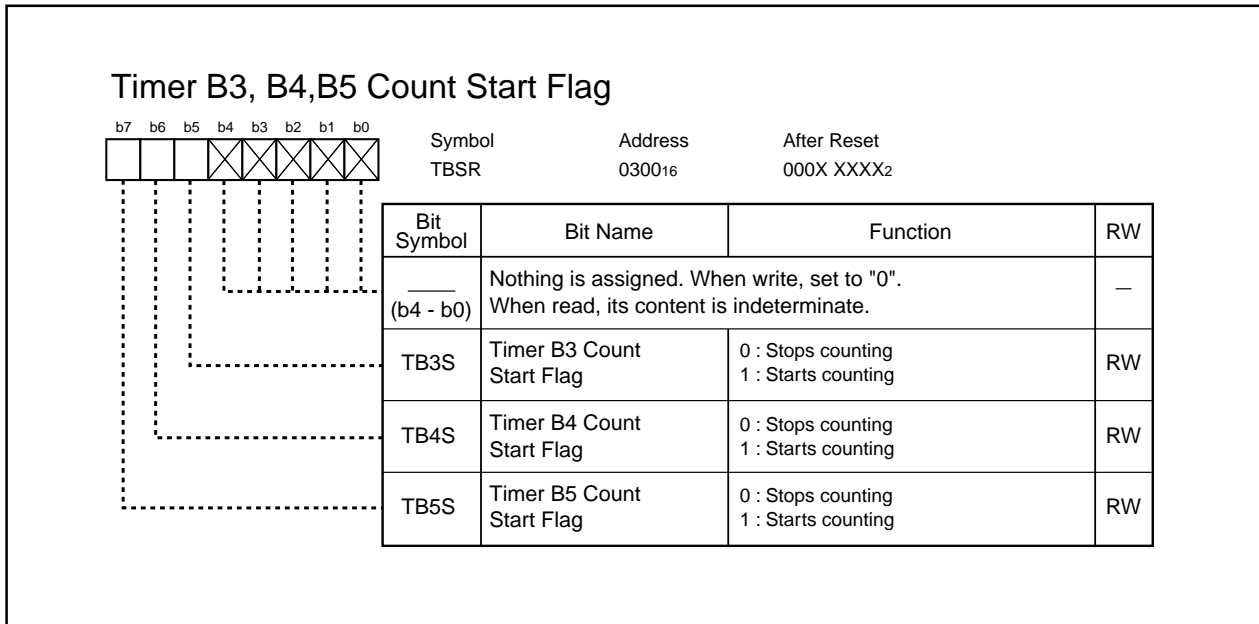 Timer B3, B4,B5 Count Start Flag
b7 b6 b5 b4 b3 b2 b1 b0
Symbol Address After Reset
TBSR 030016 000X XXXX2
Bit Symbol Bit Name Function RW
(b4 - b0) Nothing is assigned. When write, set to "0".
When read, its content is indeterminate. —
TB3S Timer B3 Count
Start Flag
0 : Stops counting
1 : Starts counting
RW
TB4S Timer B4 Count
Start Flag
0 : Stops counting
1 : Starts counting
RW
TB5S Timer B5 Count
Start Flag
0 : Stops counting
1 : Starts counting
RW